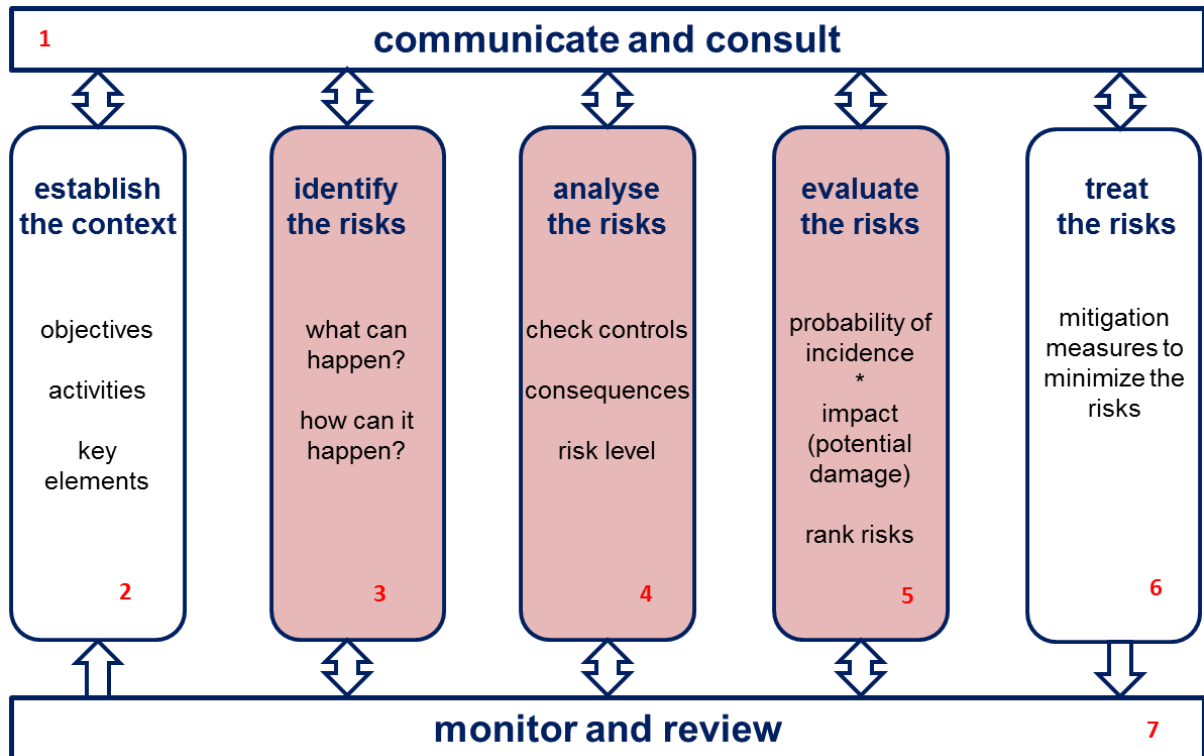 1
communicate and consult
establish
the context
objectives
activities
key
elements
2
identify
the risks
what can
happen?
how can it
happen?
3
analyse
the risks
check controls
consequences
risk level
4
evaluate
the risks
probability of
incidence
*
impact
(potential
damage)
rank risks
5
treat
the risks
mitigation
measures to
minimize the
risks
6
monitor and review
7